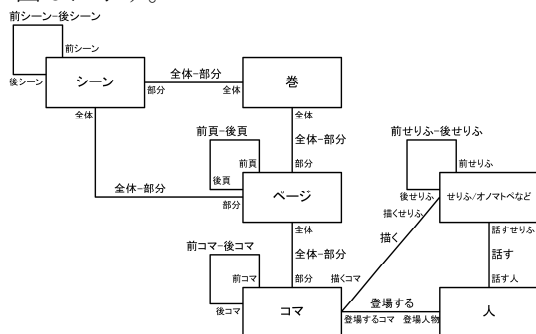 前シーン-後シーン
前シーン
後シーン
シーン
全体-部分
部分
全体
巻
全体
全体
全体-部分
前頁-後頁
前頁
後頁
部分
全体-部分
部分
ページ
前せりふ-後せりふ
前せりふ
後せりふ
せりふ/オノマトペなど
描くせりふ
話すせりふ
描く
全体
全体-部分
話す
前コマ-後コマ
前コマ
後コマ
部分
描くコマ
話す人
コマ
登場する
登場するコマ
登場人物
人